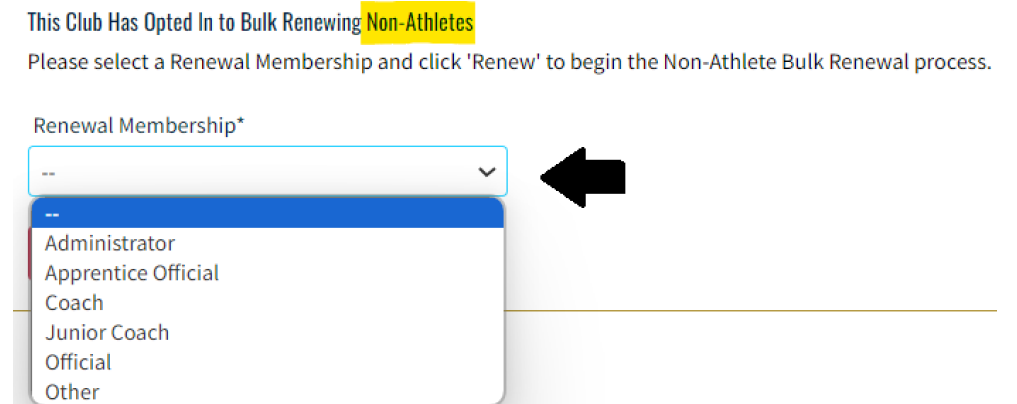 This Club Has Opted In to Bulk Renewing Non-Athletes
Please select a Renewal Membership and click 'Renew' to begin the Non-Athlete Bulk Renewal process.
Renewal Membership*
--
--
Administrator
Apprentice Official
Coach
Junior Coach
Official
Other